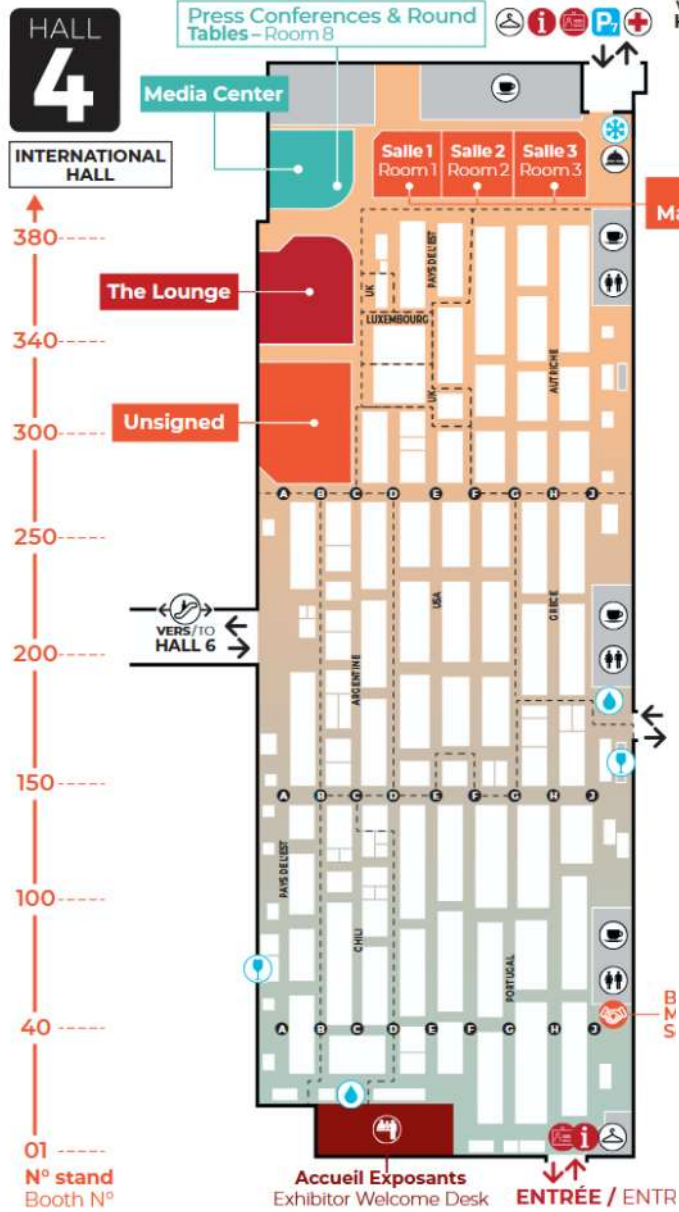 HALL
4
INTERNATIONAL
HALL
Press Conferences & Round
Tables – Room 8
P7
Media Center
Salle 1
Room 1
Salle 2
Room 2
Salle 3
Room 3
Ma
380
The Lounge
UK
PAYS DE L'EST
LUXEMBOURG
340
AUTRICHE
Unsigned
UK
300
A B C D E F G H J
250
USA
GRÈCE
VERS/TO
HALL 6
200
ARGENTINE
150
A B C D E F G H J
PAYS DE L'EST
100
CHILI
PORTUGAL
B
M
S
40
A B C D E F G H J
01
N° stand
Booth N°
Accueil Exposants
Exhibitor Welcome Desk
ENTRÉE / ENTR